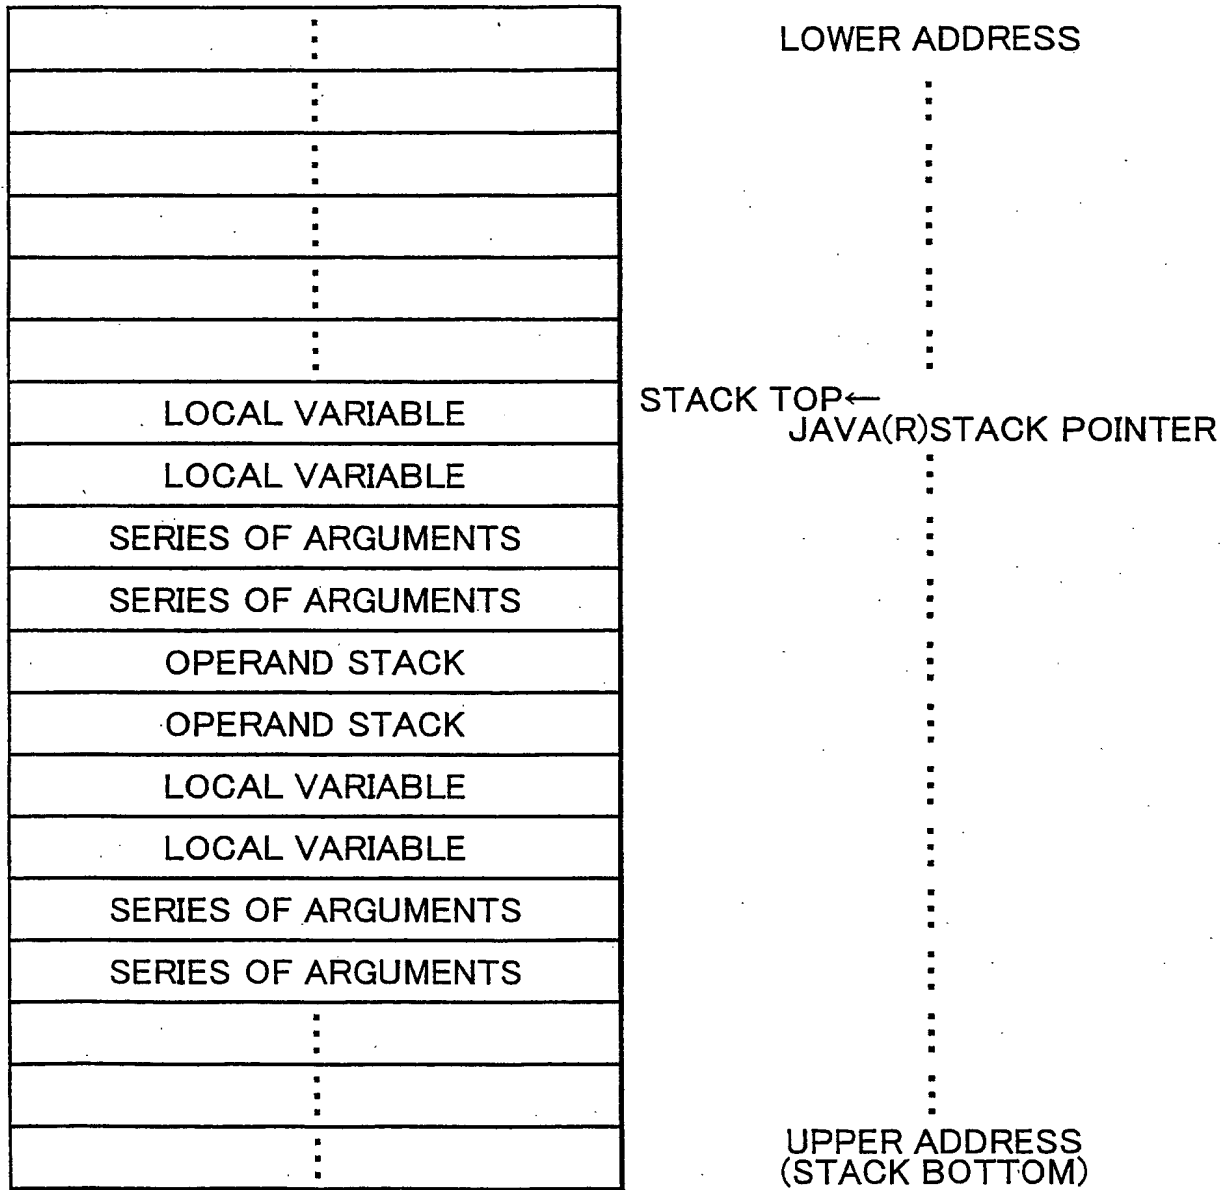 LOWER ADDRESS
LOCAL VARIABLE
STACK TOP←
JAVA(R)STACK POINTER
LOCAL VARIABLE
SERIES OF ARGUMENTS
SERIES OF ARGUMENTS
OPERAND STACK
OPERAND STACK
LOCAL VARIABLE
LOCAL VARIABLE
SERIES OF ARGUMENTS
SERIES OF ARGUMENTS
UPPER ADDRESS
(STACK BOTTOM)